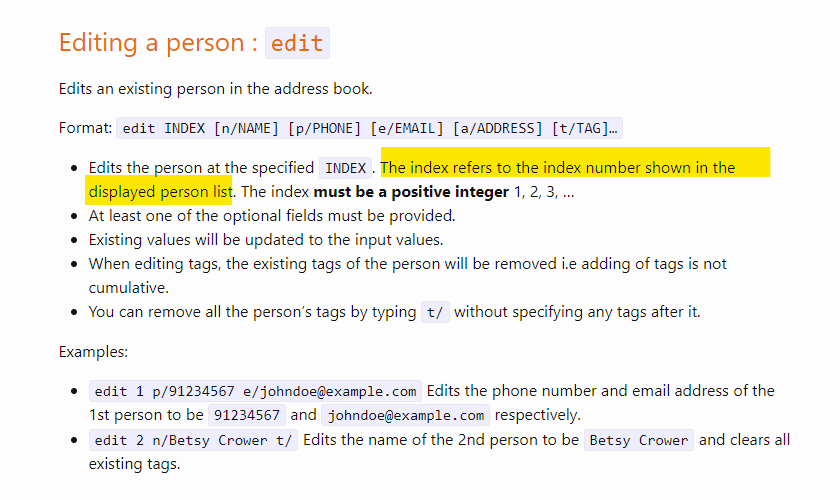 Editing a person : edit
Edits an existing person in the address book.
Format: edit INDEX [n/NAME] [p/PHONE] [e/EMAIL] [a/ADDRESS] [t/TAG]…
• Edits the person at the specified INDEX. The index refers to the index number shown in the
displayed person list. The index must be a positive integer 1, 2, 3, …
• At least one of the optional fields must be provided.
• Existing values will be updated to the input values.
• When editing tags, the existing tags of the person will be removed i.e adding of tags is not
cumulative.
• You can remove all the person’s tags by typing t/ without specifying any tags after it.
Examples:
• edit 1 p/91234567 e/johndoe@example.com Edits the phone number and email address of the
1st person to be 91234567 and johndoe@example.com respectively.
• edit 2 n/Betsy Crower t/ Edits the name of the 2nd person to be Betsy Crower and clears all
existing tags.